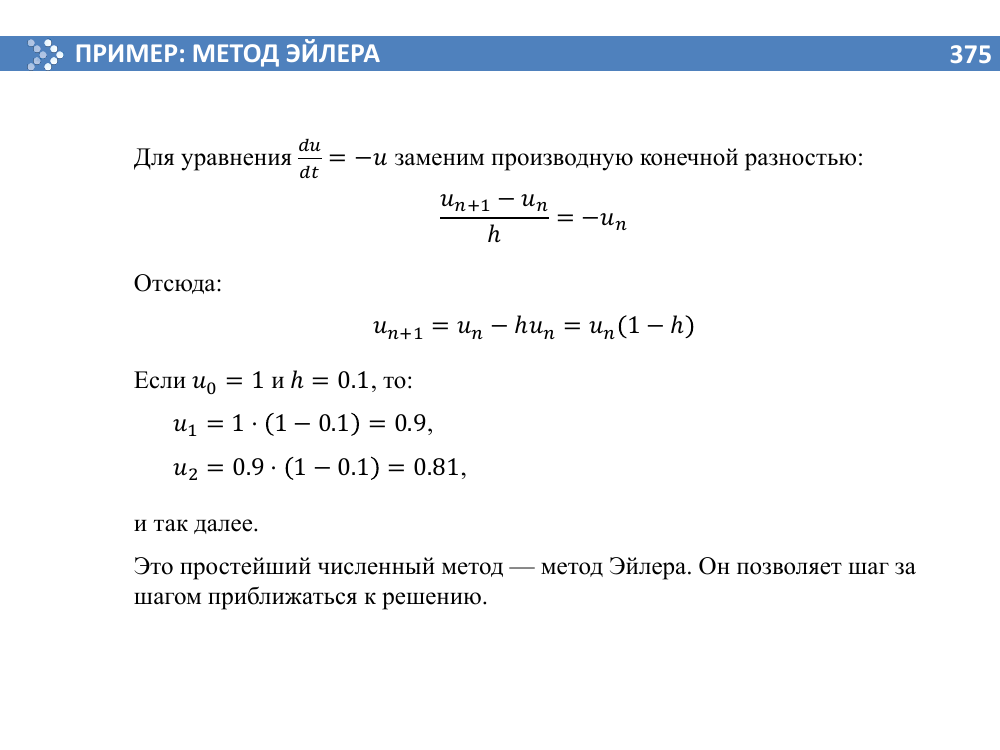 ПРИМЕР: МЕТОД ЭЙЛЕРА 375
Для уравнения $\frac{du}{dt} = -u$ заменим производную конечной разностью:
$\frac{u_{n+1} - u_n}{h} = -u_n$
Отсюда:
$u_{n+1} = u_n - hu_n = u_n(1 - h)$
Если $u_0 = 1$ и $h = 0.1$, то:
$u_1 = 1 \cdot (1 - 0.1) = 0.9$,
$u_2 = 0.9 \cdot (1 - 0.1) = 0.81$,
и так далее.
Это простейший численный метод — метод Эйлера. Он позволяет шаг за
шагом приближаться к решению.